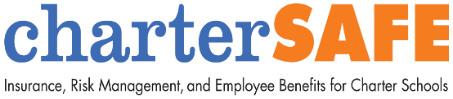 charterSAFE
Insurance, Risk Management, and Employee Benefits for Charter Schools